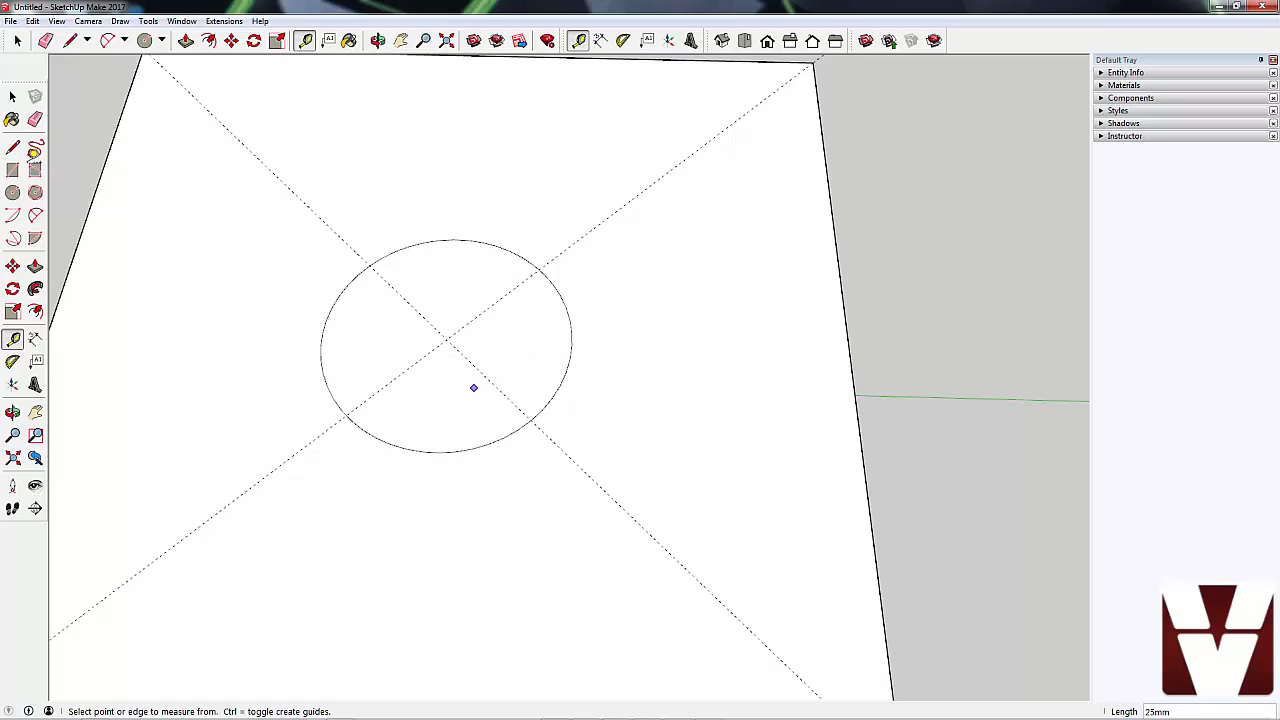 Untitled - SketchUp Make 2017
File Edit View Camera Draw Tools Window Extensions Help
Default Tray
Entity Info
Materials
Components
Styles
Shadows
Instructor
Select point or edge to measure from. Ctrl = toggle create guides.
Length 25mm